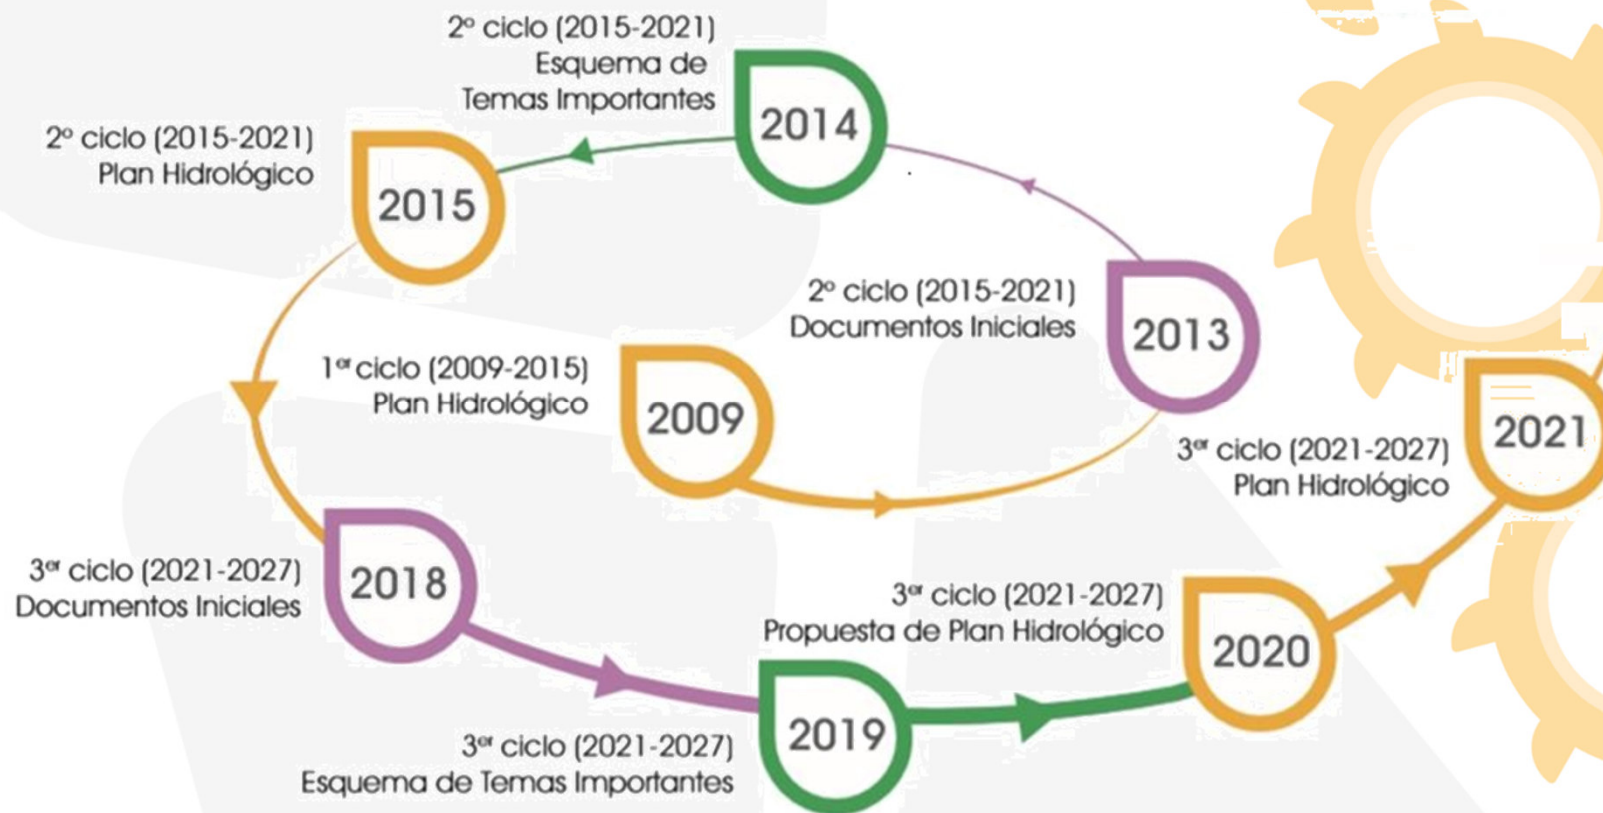 2º ciclo (2015-2021)
Esquema de
Temas Importantes
2014
2º ciclo (2015-2021)
Plan Hidrológico
2015
2º ciclo (2015-2021)
Documentos Iniciales
2013
1er ciclo (2009-2015)
Plan Hidrológico
2009
3er ciclo (2021-2027)
Plan Hidrológico
2021
3er ciclo (2021-2027)
Documentos Iniciales
2018
3er ciclo (2021-2027)
Propuesta de Plan Hidrológico
2020
3er ciclo (2021-2027)
Esquema de Temas Importantes
2019